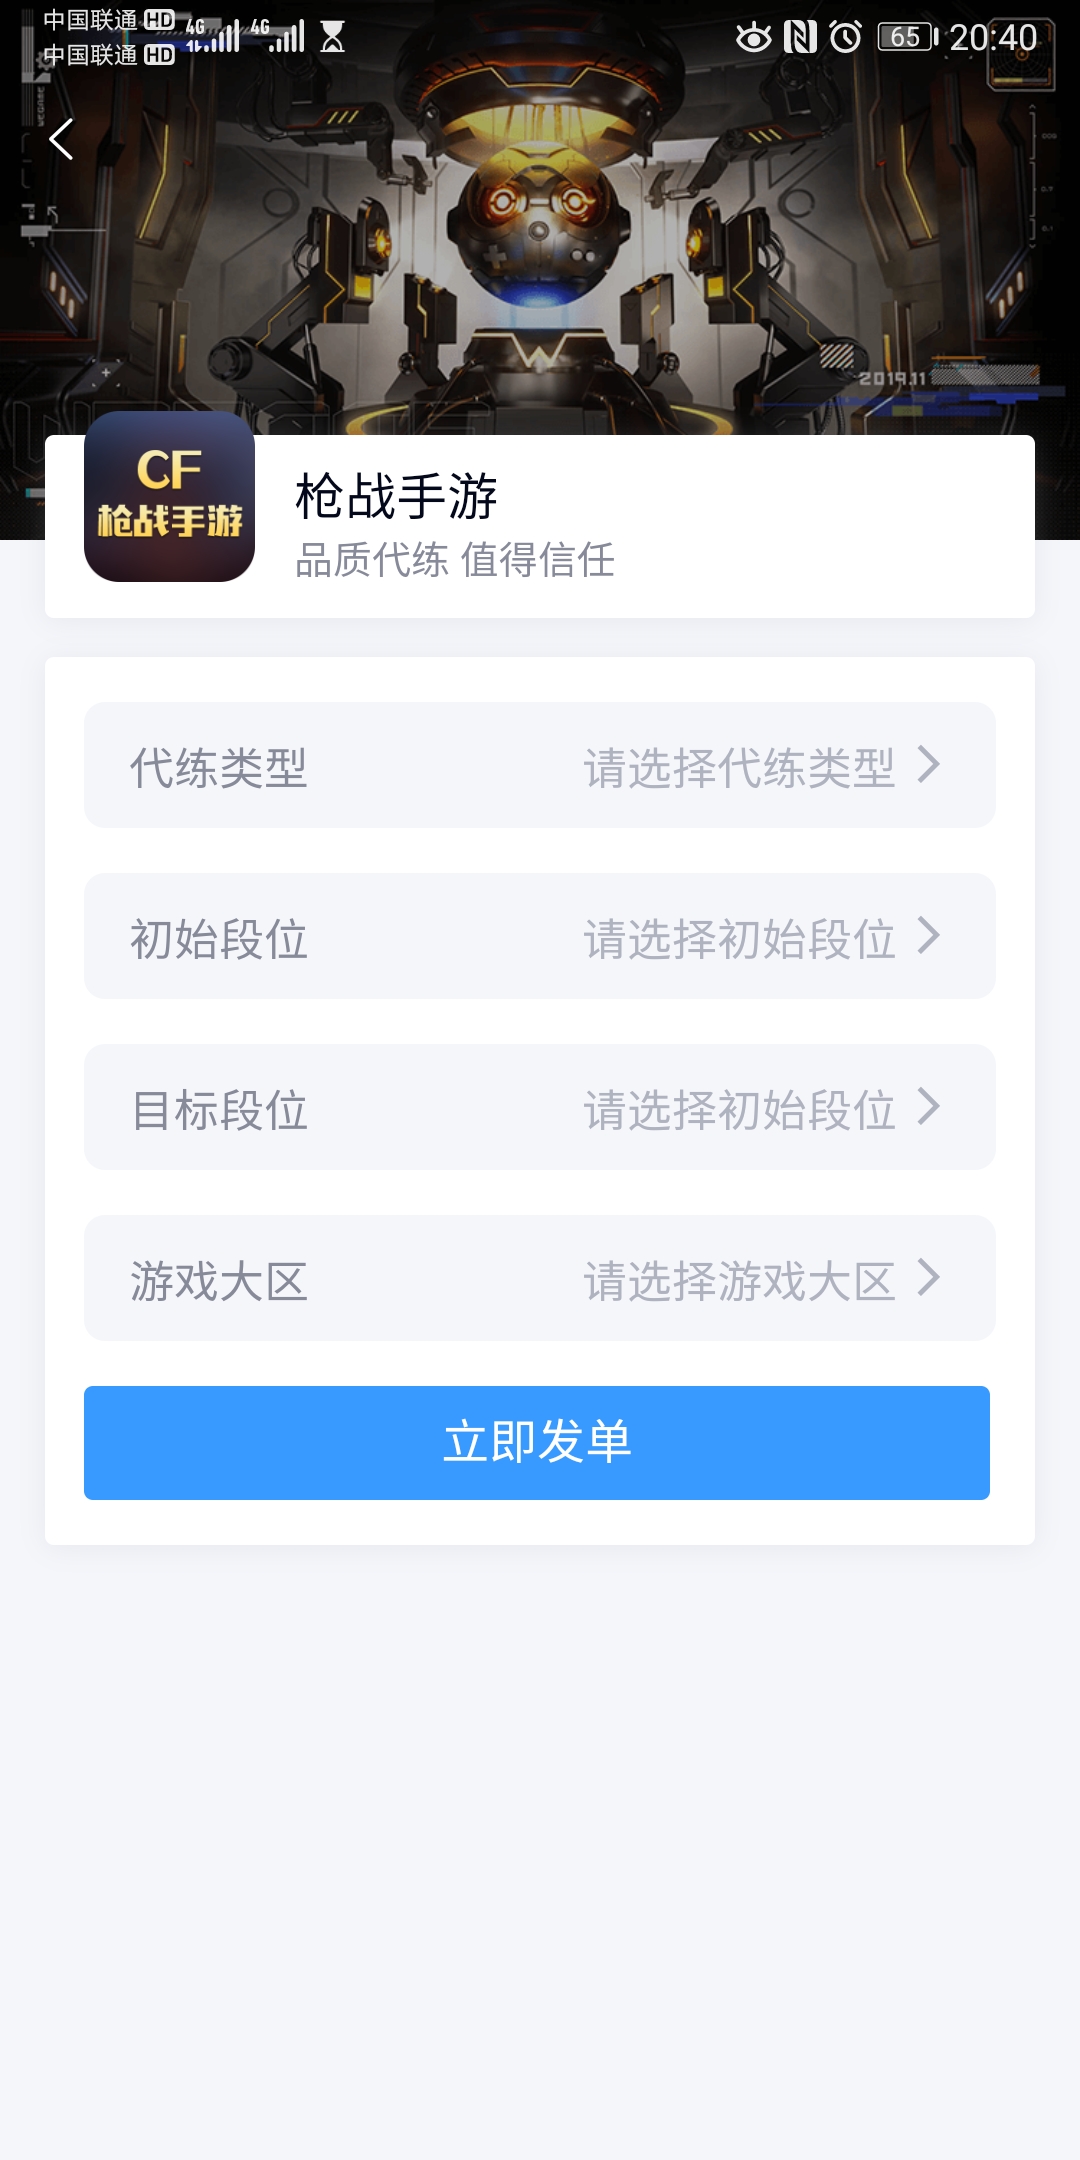 中国联通 HD 4G 4G 65 20:40
中国联通 HD
2019.11
CF
枪战手游
枪战手游
品质代练 值得信任
代练类型 请选择代练类型
初始段位 请选择初始段位
目标段位 请选择初始段位
游戏大区 请选择游戏大区
立即发单